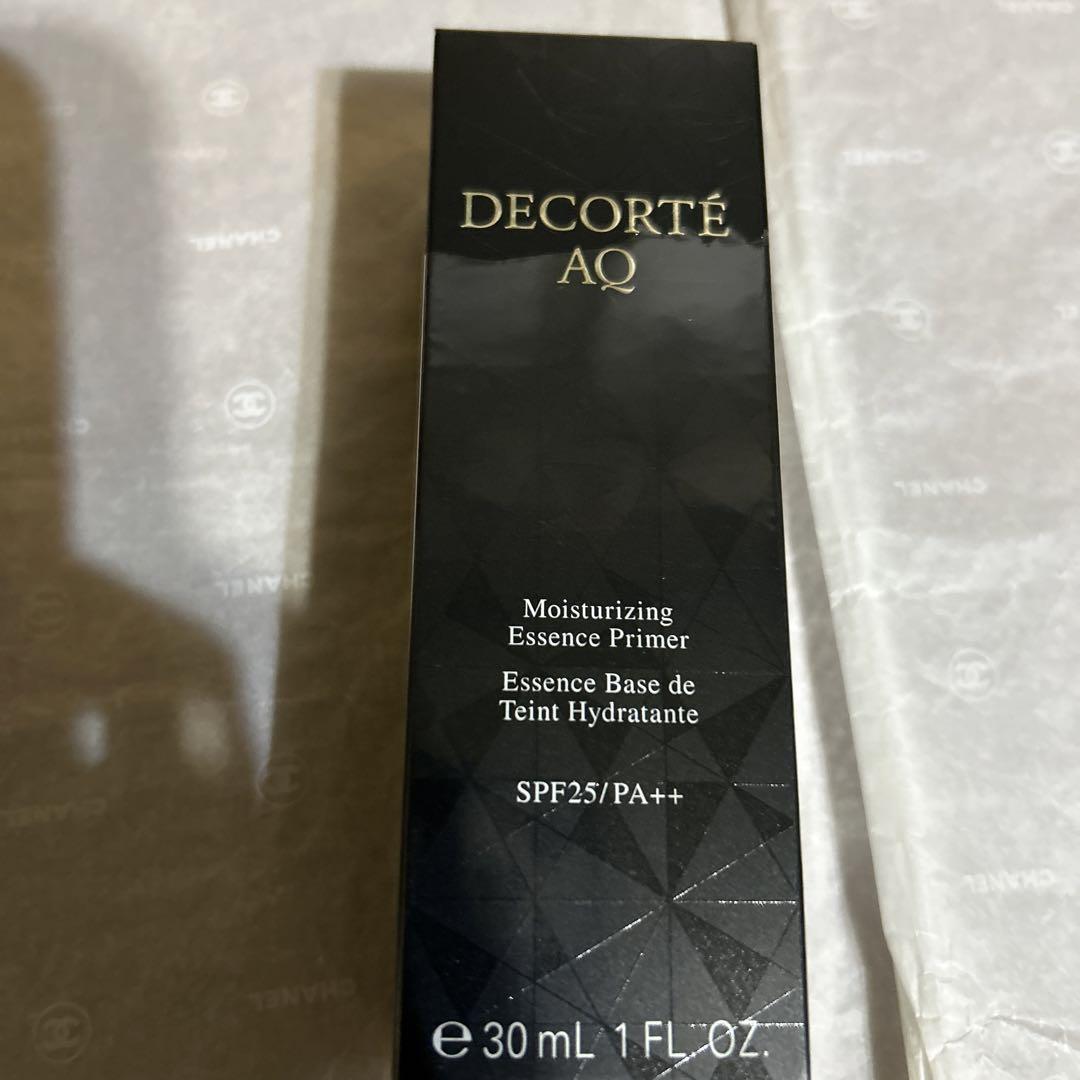 DECORTÉ
AQ
Moisturizing
Essence Primer
Essence Base de
Teint Hydratante
SPF25/PA++
e 30 mL 1 FL. OZ.
CHANEL
CHANEL
CHANEL
CHANEL
CHANEL
CHANEL